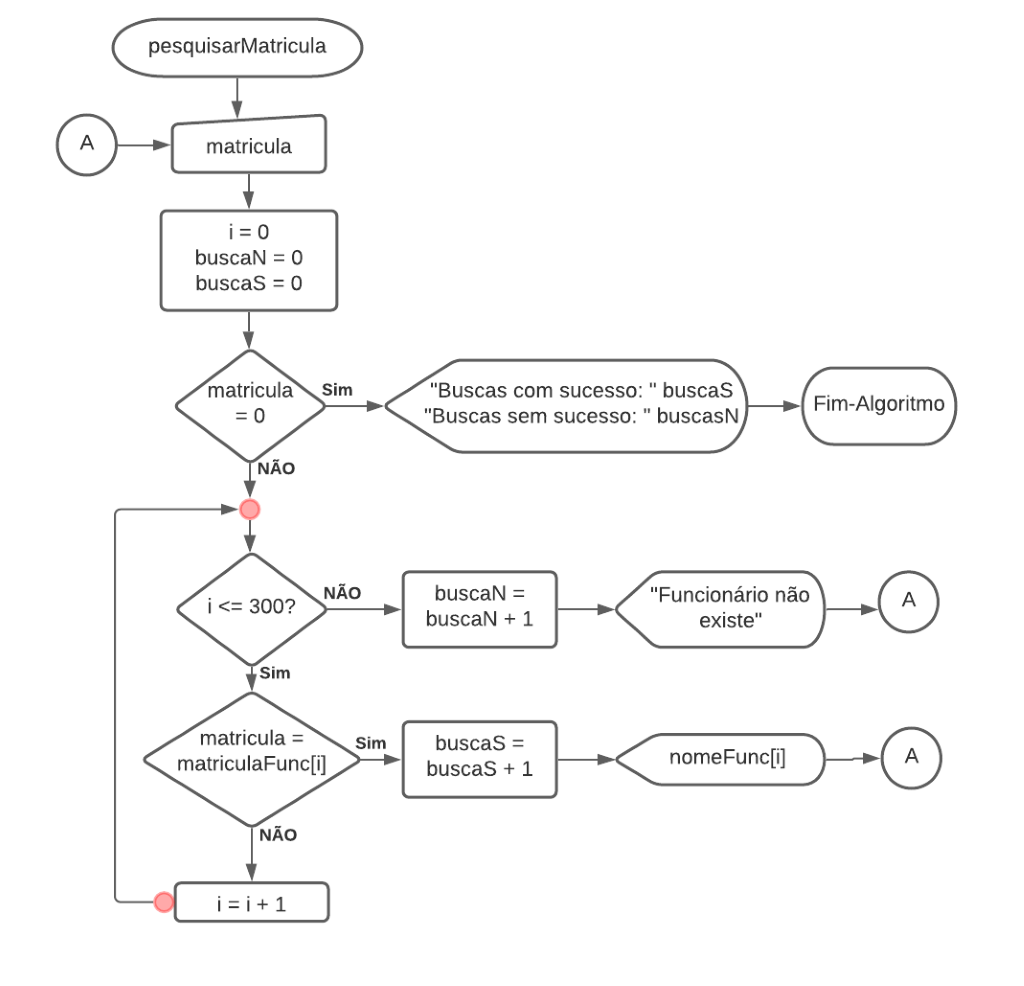 pesquisarMatricula
A
matricula
i = 0
buscaN = 0
buscaS = 0
matricula
= 0
Sim
"Buscas com sucesso: " buscaS
"Buscas sem sucesso: " buscasN
Fim-Algoritmo
NÃO
i <= 300?
NÃO
buscaN =
buscaN + 1
"Funcionário não
existe"
A
Sim
matricula =
matriculaFunc[i]
Sim
buscaS =
buscaS + 1
nomeFunc[i]
A
NÃO
i = i + 1